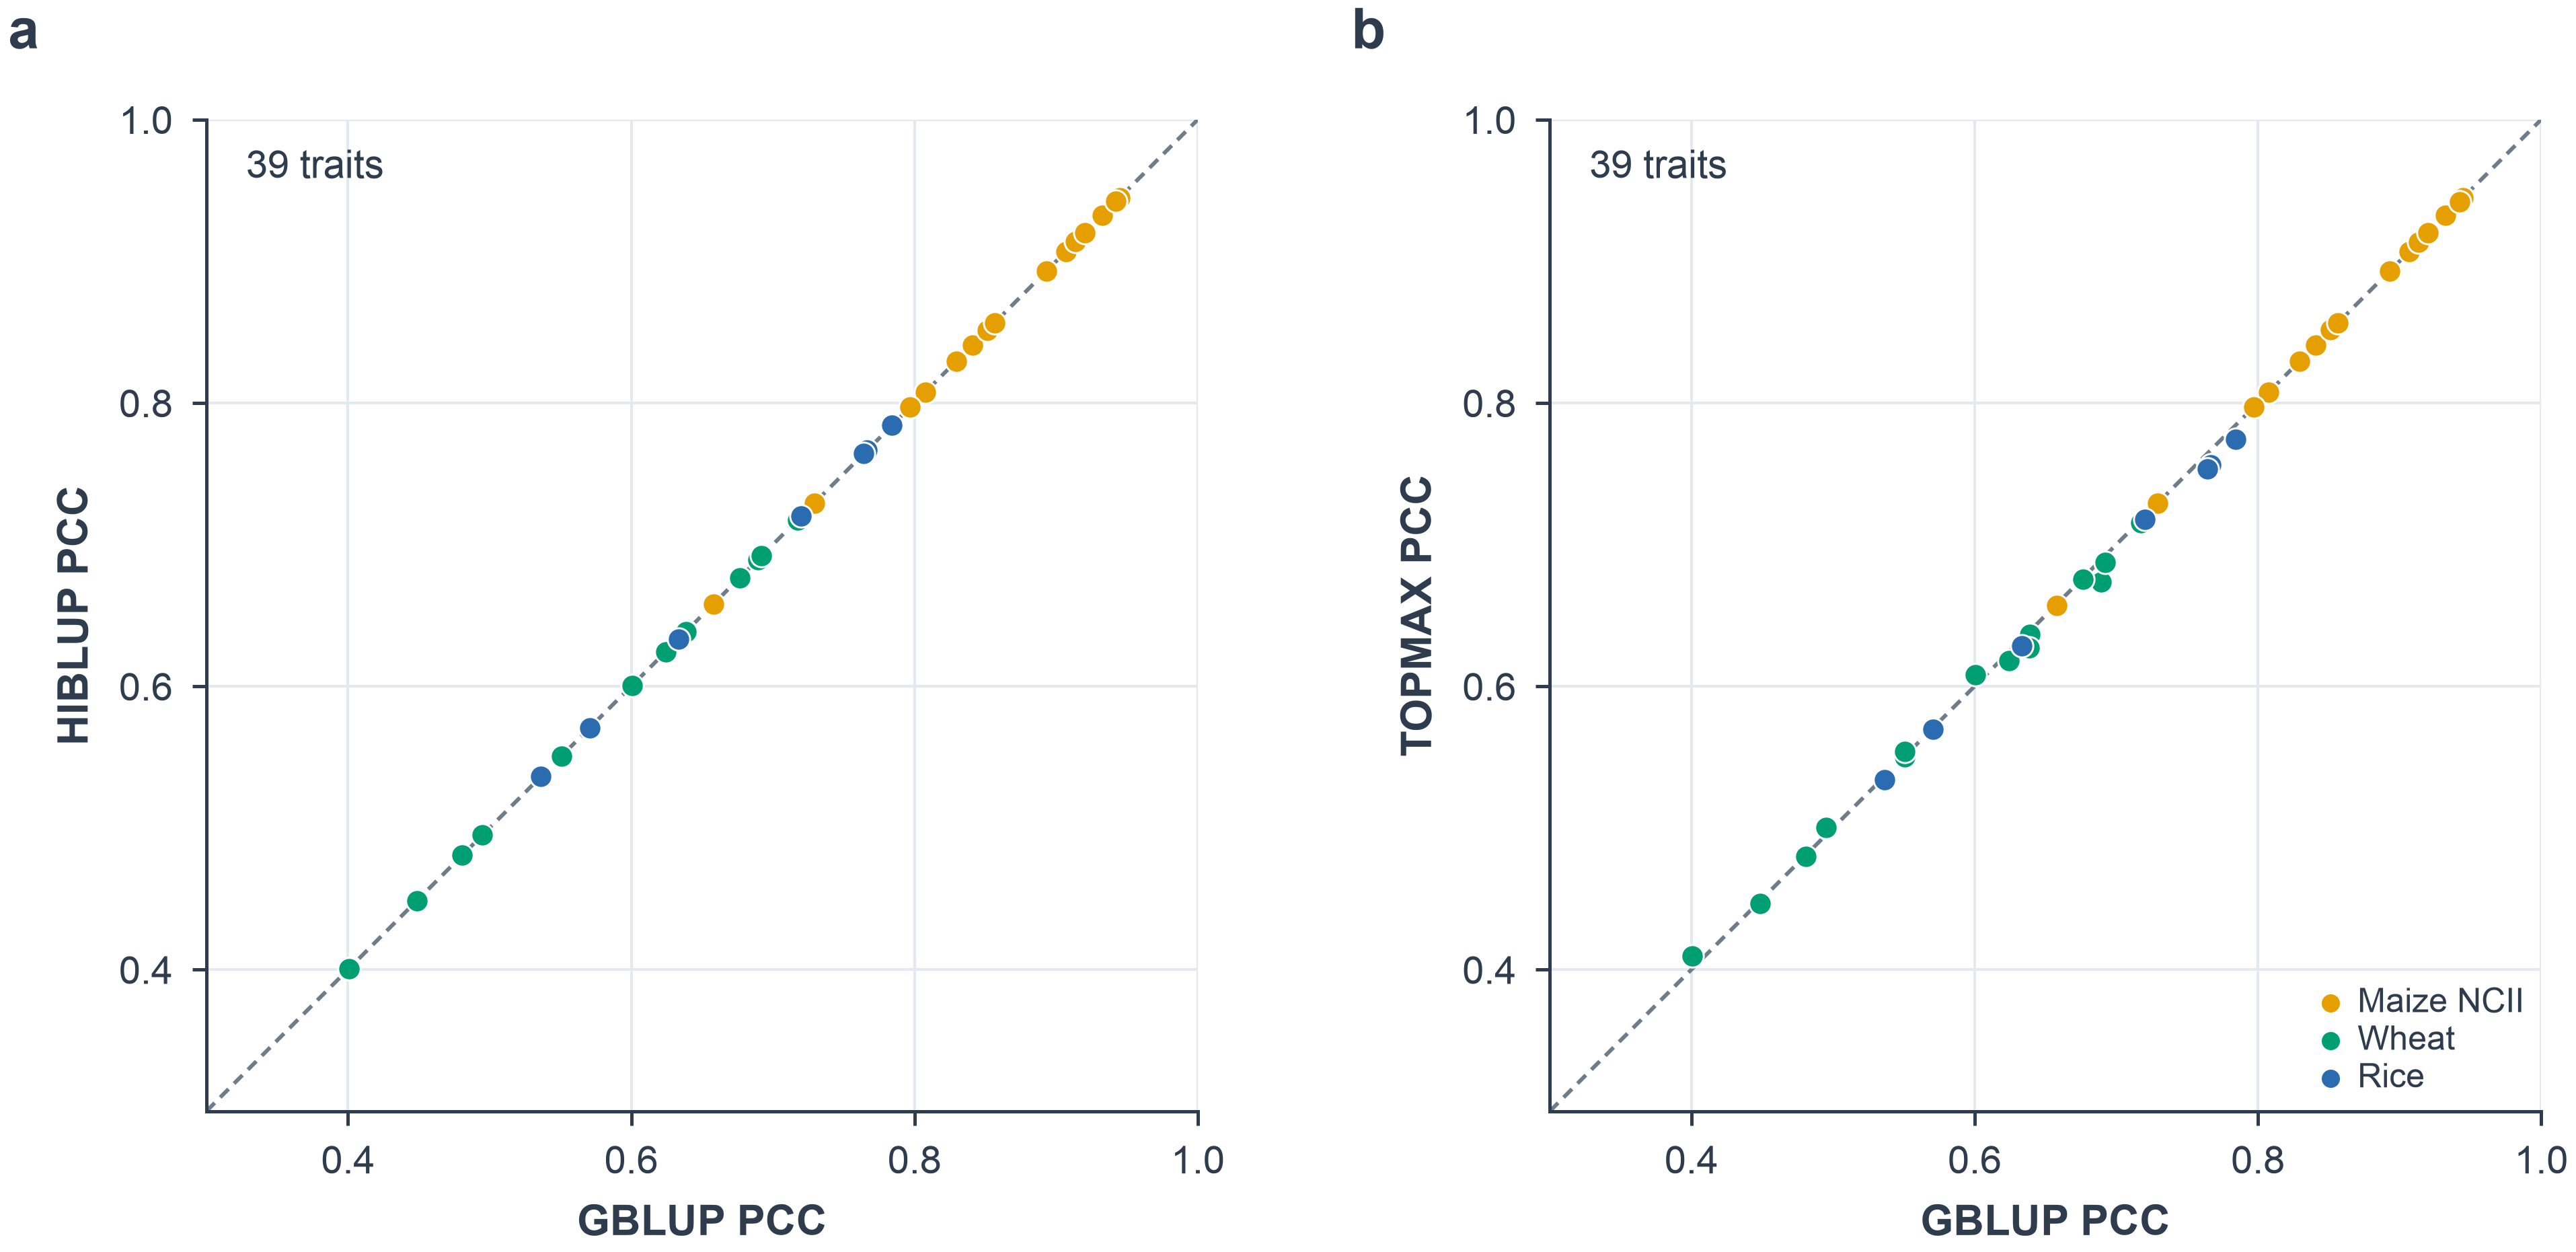 a
39 traits
1.0
0.8
0.6
0.4
HIBLUP PCC
0.4 0.6 0.8 1.0
GBLUP PCC
b
39 traits
1.0
0.8
0.6
0.4
TOPMAX PCC
Maize NCII
Wheat
Rice
0.4 0.6 0.8 1.0
GBLUP PCC